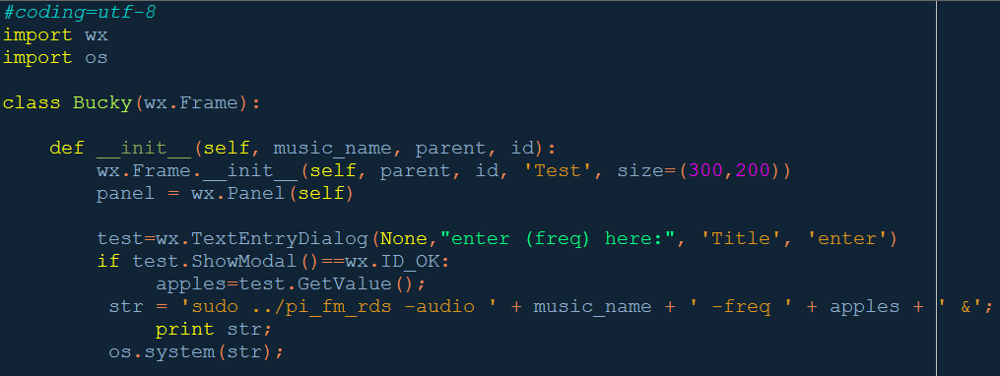 #coding=utf-8
import wx
import os
class Bucky(wx.Frame):
def __init__(self, music_name, parent, id):
wx.Frame.__init__(self, parent, id, 'Test', size=(300,200))
panel = wx.Panel(self)
test=wx.TextEntryDialog(None,"enter (freq) here:", 'Title', 'enter')
if test.ShowModal()==wx.ID_OK:
apples=test.GetValue();
str = 'sudo ../pi_fm_rds -audio ' + music_name + ' -freq ' + apples + ' &';
print str;
os.system(str);